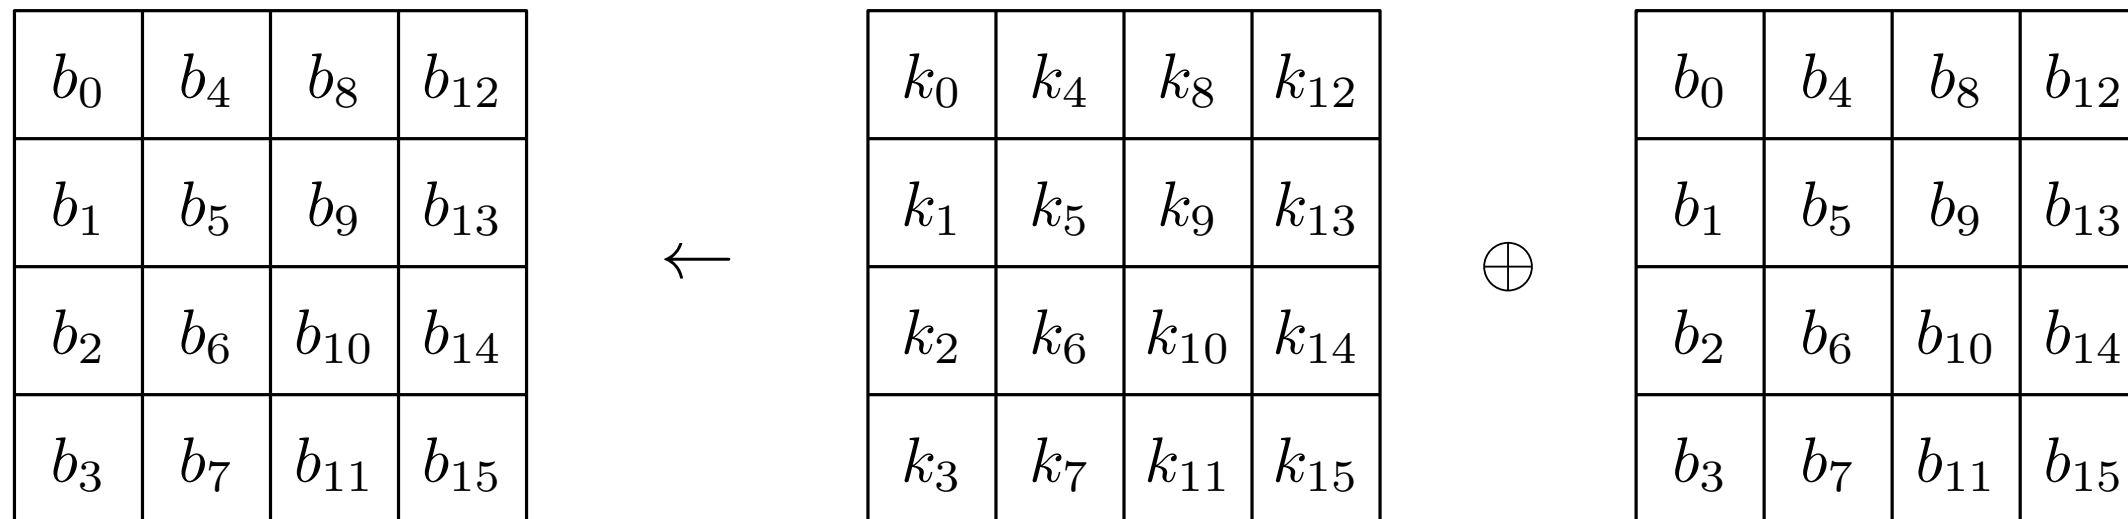 b₀ b₄ b₈ b₁₂ k₀ k₄ k₈ k₁₂ b₀ b₄ b₈ b₁₂
b₁ b₅ b₉ b₁₃ k₁ k₅ k₉ k₁₃ b₁ b₅ b₉ b₁₃
← ⊕
b₂ b₆ b₁₀ b₁₄ k₂ k₆ k₁₀ k₁₄ b₂ b₆ b₁₀ b₁₄
b₃ b₇ b₁₁ b₁₅ k₃ k₇ k₁₁ k₁₅ b₃ b₇ b₁₁ b₁₅